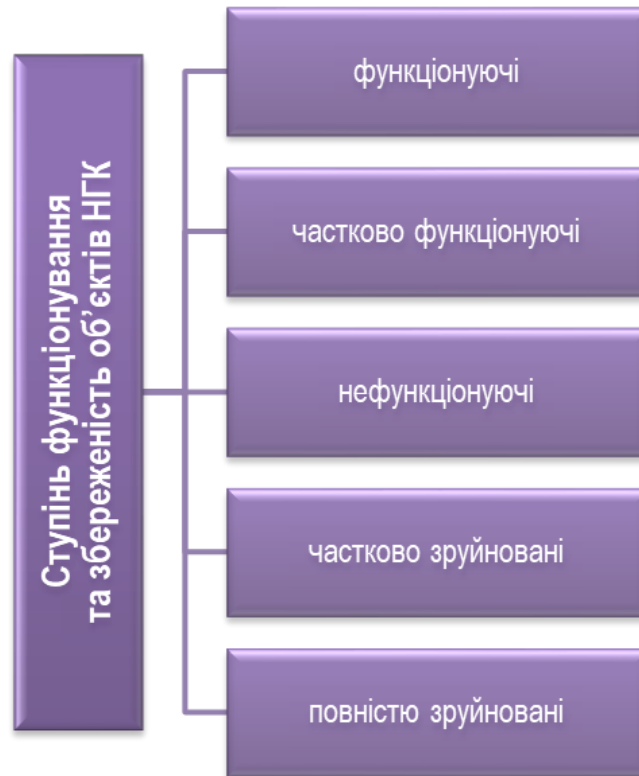 Ступінь функціонування
та збереженість об’єктів НГК
функціонуючі
частково функціонуючі
нефункціонуючі
частково зруйновані
повністю зруйновані